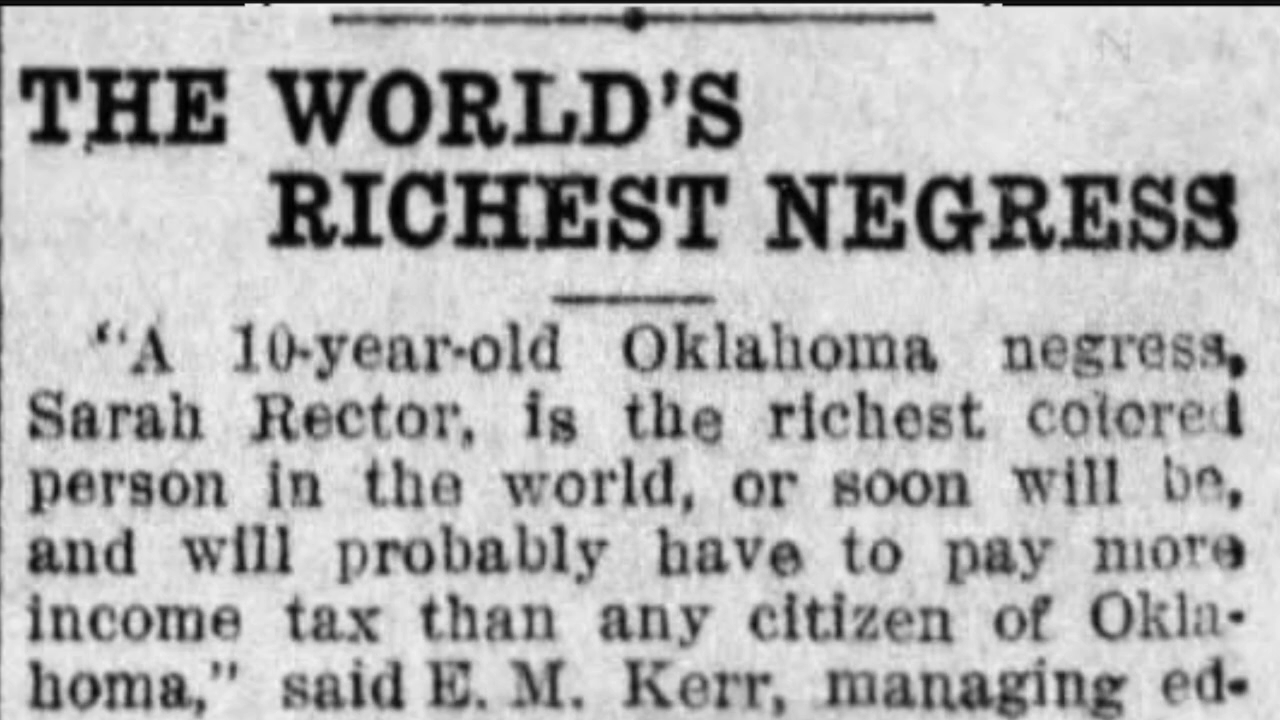 THE WORLD'S
RICHEST NEGRESS
"A 10-year-old Oklahoma negress,
Sarah Rector, is the richest colored
person in the world, or soon will be,
and will probably have to pay more
income tax than any citizen of Okla-
homa," said E. M. Kerr, managing ed-